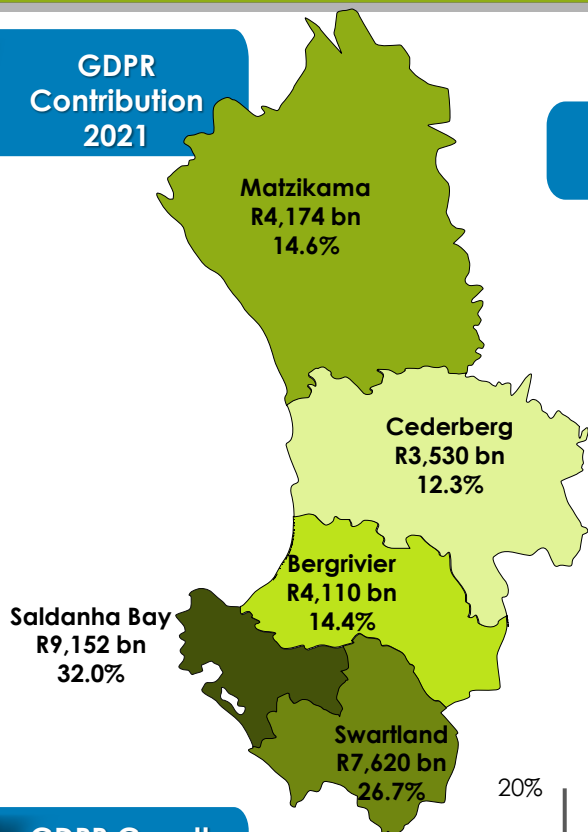 GDPR
Contribution
2021
Matzikama
R4,174 bn
14.6%
Cederberg
R3,530 bn
12.3%
Bergrivier
R4,110 bn
14.4%
Saldanha Bay
R9,152 bn
32.0%
Swartland
R7,620 bn
26.7%
20%
GDPR